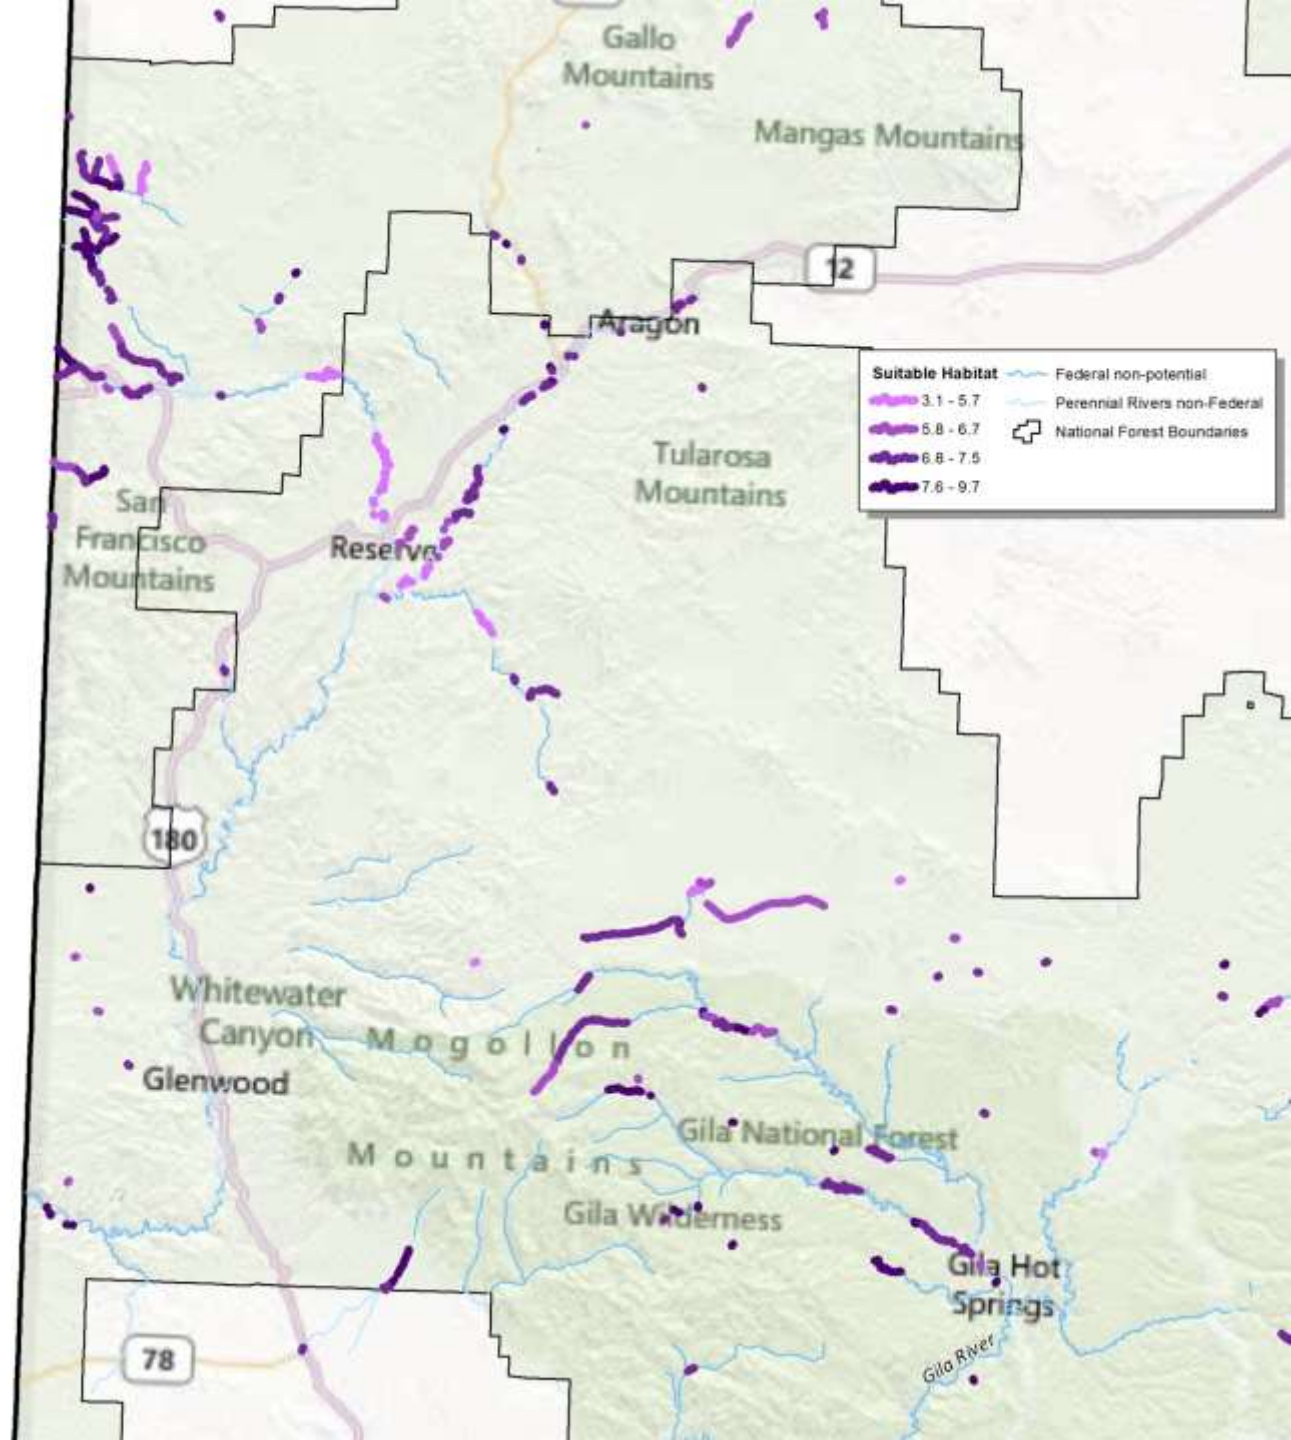 Gallo
Mountains
Mangas Mountains
12
Aragon
Suitable Habitat
3.1 - 5.7
5.8 - 6.7
6.8 - 7.5
7.6 - 9.7
Federal non-potential
Perennial Rivers non-Federal
National Forest Boundaries
Tularosa
Mountains
San
Francisco
Mountains
Reserve
180
Whitewater
Canyon
Mogollon
Mountains
Glenwood
Gila National Forest
Gila Wilderness
Gila Hot
Springs
Gila River
78